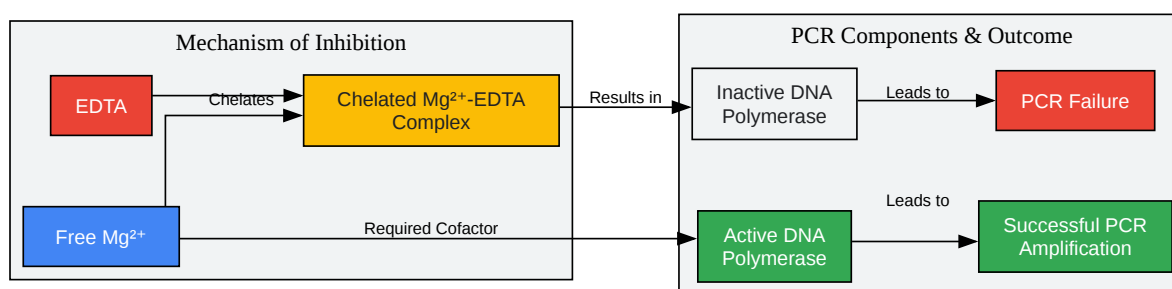 Mechanism of Inhibition
PCR Components & Outcome
EDTA
Chelates
Chelated Mg²⁺-EDTA
Complex
Results in
Inactive DNA
Polymerase
Leads to
PCR Failure
Free Mg²⁺
Required Cofactor
Active DNA
Polymerase
Leads to
Successful PCR
Amplification